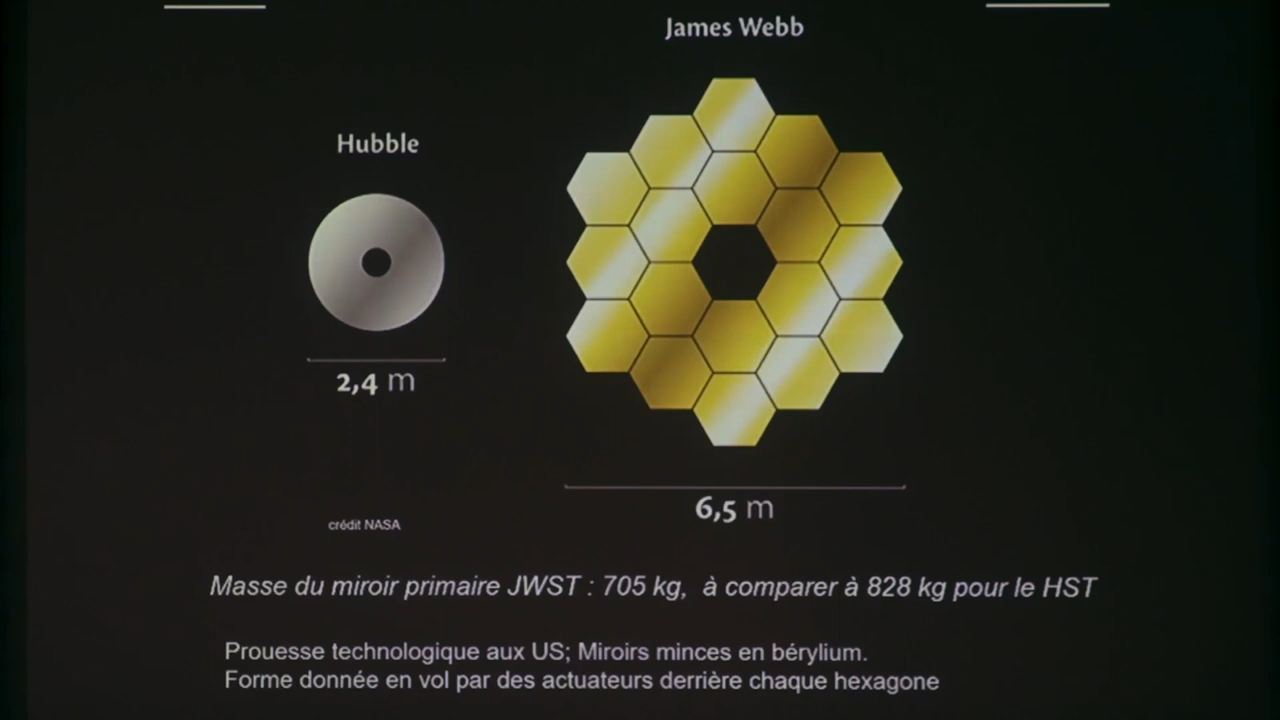 James Webb
Hubble
2,4 m
6,5 m
crédit NASA
Masse du miroir primaire JWST : 705 kg, à comparer à 828 kg pour le HST
Prouesse technologique aux US; Miroirs minces en bérylium.
Forme donnée en vol par des actuateurs derrière chaque hexagone